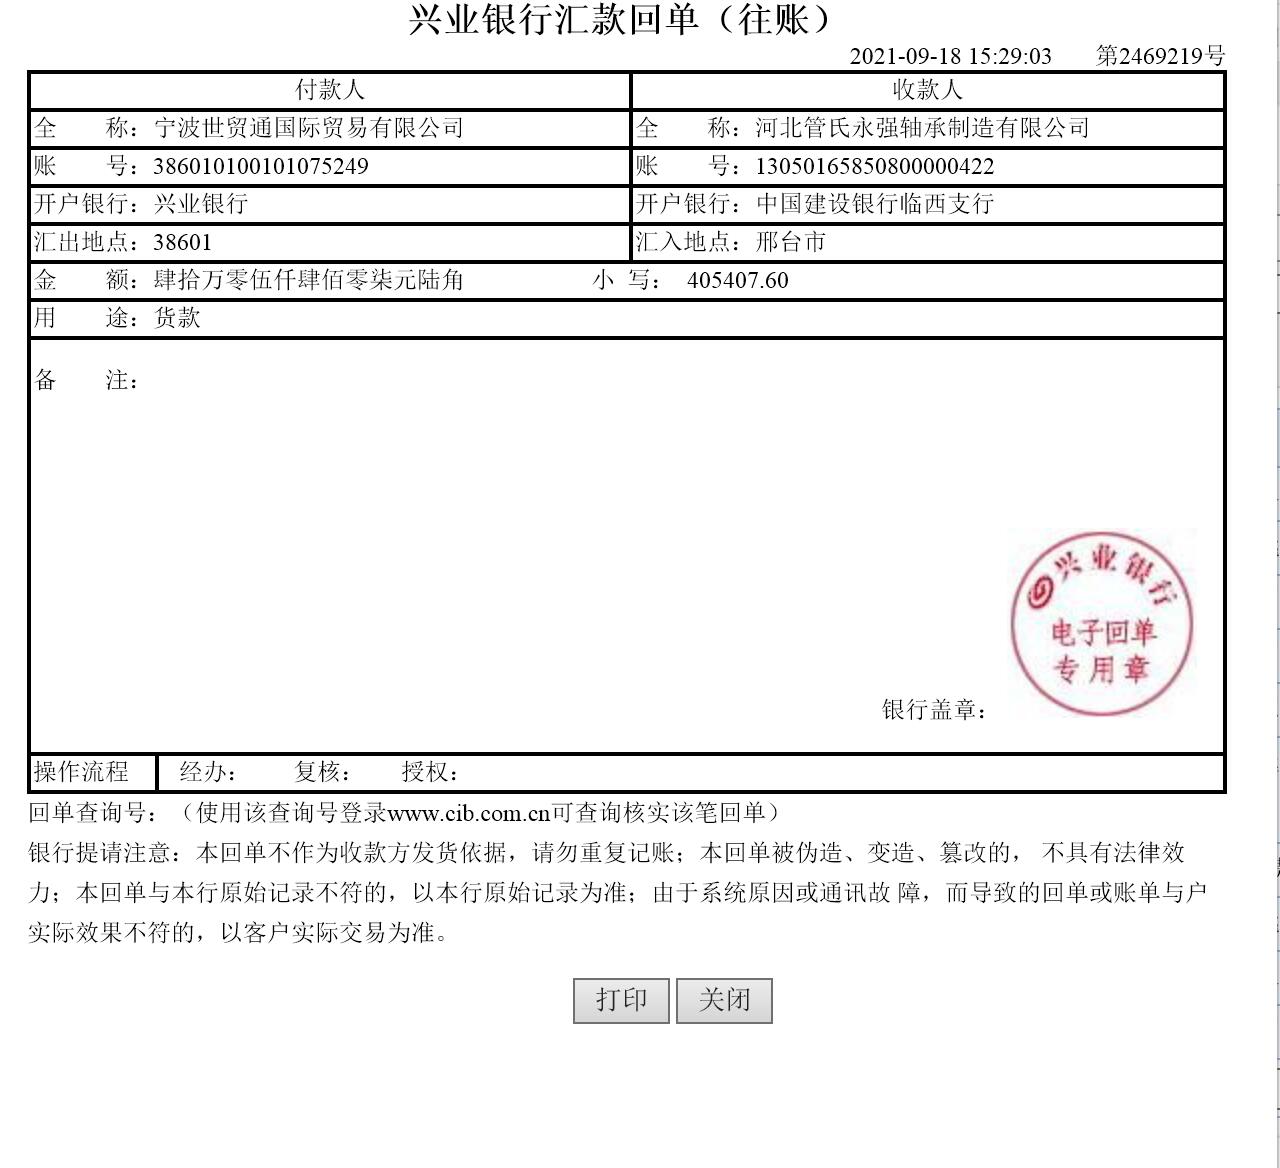 兴业银行汇款回单（往账）
2021-09-18 15:29:03 第2469219号
付款人 收款人
全 称：宁波世贸通国际贸易有限公司 全 称：河北管氏永强轴承制造有限公司
账 号：386010100101075249 账 号：13050165850800000422
开户银行：兴业银行 开户银行：中国建设银行临西支行
汇出地点：38601 汇入地点：邢台市
金 额：肆拾万零伍仟肆佰零柒元陆角 小 写： 405407.60
用 途：货款
备 注：
兴业银行
电子回单
专用章
银行盖章：
操作流程 经办： 复核： 授权：
回单查询号：（使用该查询号登录www.cib.com.cn可查询核实该笔回单）
银行提请注意：本回单不作为收款方发货依据，请勿重复记账；本回单被伪造、变造、篡改的， 不具有法律效
力；本回单与本行原始记录不符的，以本行原始记录为准；由于系统原因或通讯故 障，而导致的回单或账单与户
实际效果不符的，以客户实际交易为准。
打印 关闭